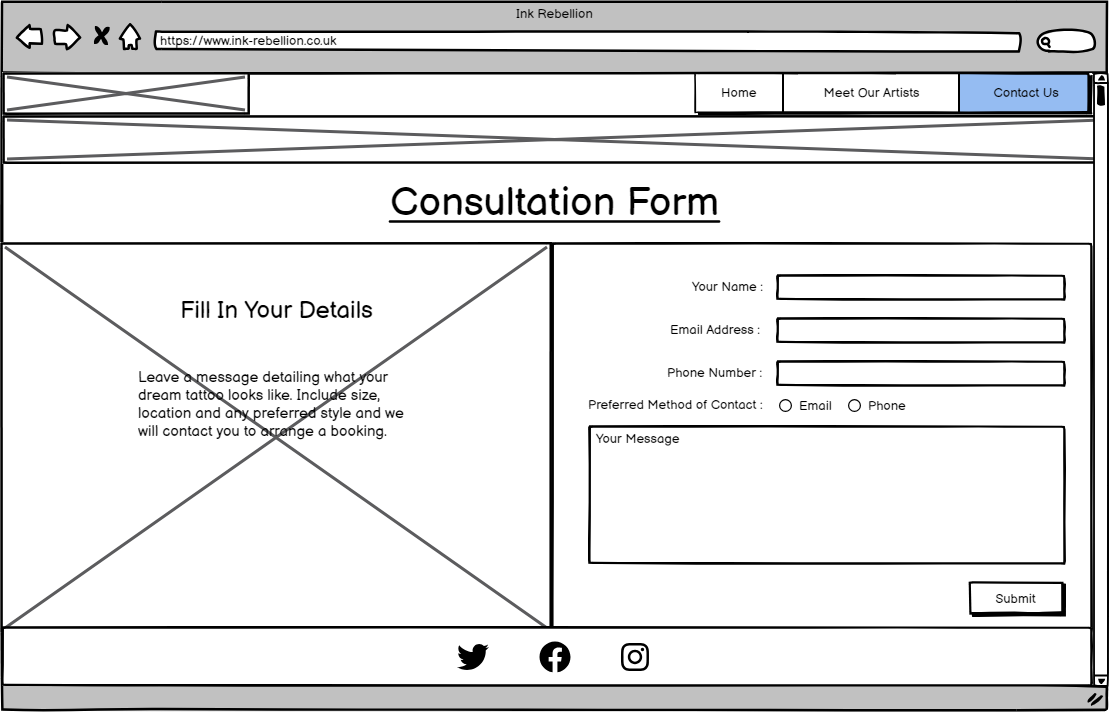 Ink Rebellion
https://www.ink-rebellion.co.uk
Home
Meet Our Artists
Contact Us
Consultation Form
Fill In Your Details
Leave a message detailing what your
dream tattoo looks like. Include size,
location and any preferred style and we
will contact you to arrange a booking.
Your Name :
Email Address :
Phone Number :
Preferred Method of Contact :
Email
Phone
Your Message
Submit